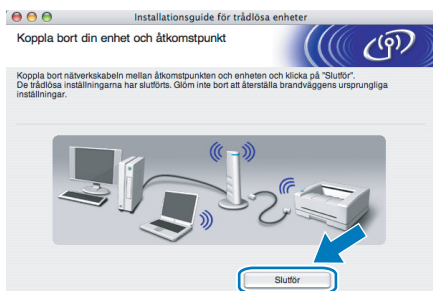 Installationsguide för trådlösa enheter
Koppla bort din enhet och åtkomstpunkt
Koppla bort nätverkskabeln mellan åtkomstpunkten och enheten och klicka på "Slutför".
De trådlösa inställningarna har slutförts. Glöm inte bort att återställa brandväggens ursprungliga
inställningar.
Slutför